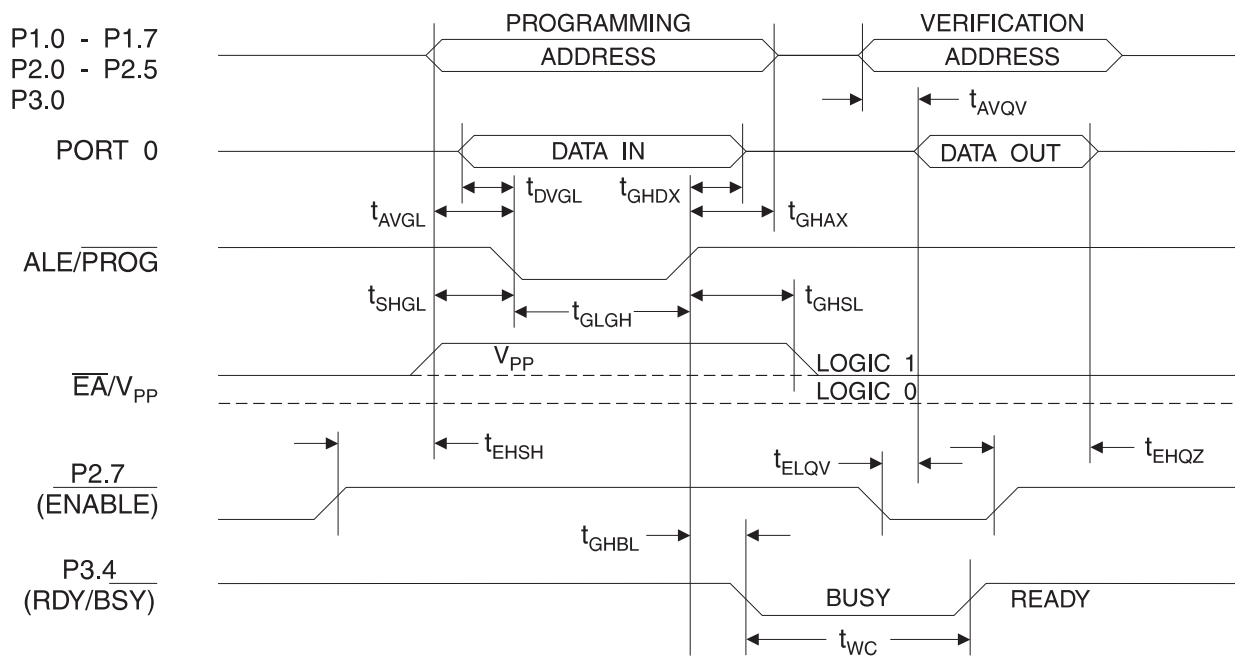 PROGRAMMING
VERIFICATION
P1.0 - P1.7
P2.0 - P2.5
P3.0
ADDRESS
ADDRESS
tAVQV
PORT 0
DATA IN
DATA OUT
tDVGL
tGHDX
tAVGL
tGHAX
ALE/PROG
tSHGL
tGLGH
tGHSL
EA/VPP
VPP
LOGIC 1
LOGIC 0
tEHSH
tELQV
tEHQZ
P2.7
(ENABLE)
tGHBL
P3.4
(RDY/BSY)
BUSY
READY
tWC